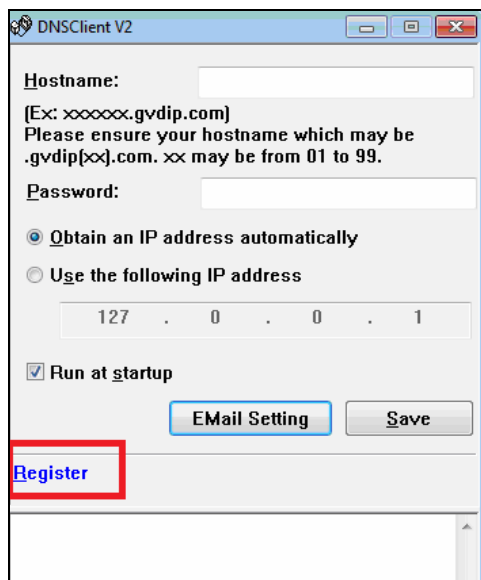 DNSClient V2
Hostname:
(Ex: xxxxxx.gvdip.com)
Please ensure your hostname which may be
.gvdip(xx).com. xx may be from 01 to 99.
Password:
Obtain an IP address automatically
Use the following IP address
127 . 0 . 0 . 1
Run at startup
EMail Setting Save
Register